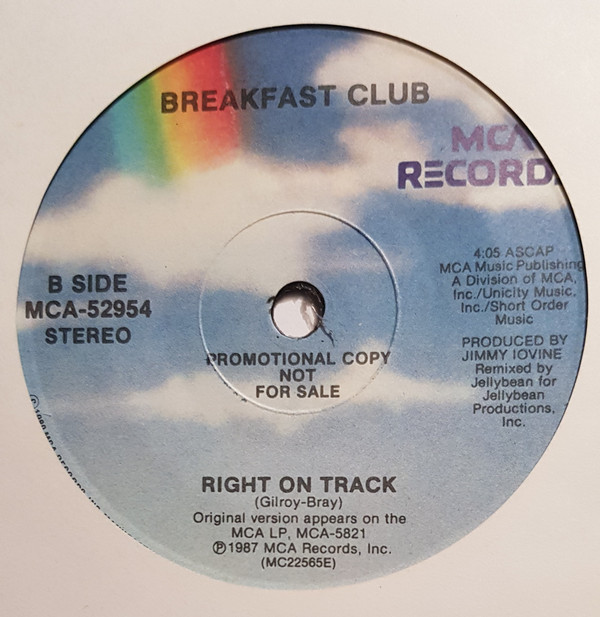 BREAKFAST CLUB
MCA
RECORD
B SIDE
MCA-52954
STEREO
4:05 ASCAP
MCA Music Publishing
A Division of MCA,
Inc./Unicity Music,
Inc./Short Order
Music
PRODUCED BY
JIMMY IOVINE
Remixed by
Jellybean for
Jellybean
Productions,
Inc.
PROMOTIONAL COPY
NOT
FOR SALE
RIGHT ON TRACK
(Gilroy-Bray)
Original version appears on the
MCA LP, MCA-5821
℗1987 MCA Records, Inc.
(MC22565E)